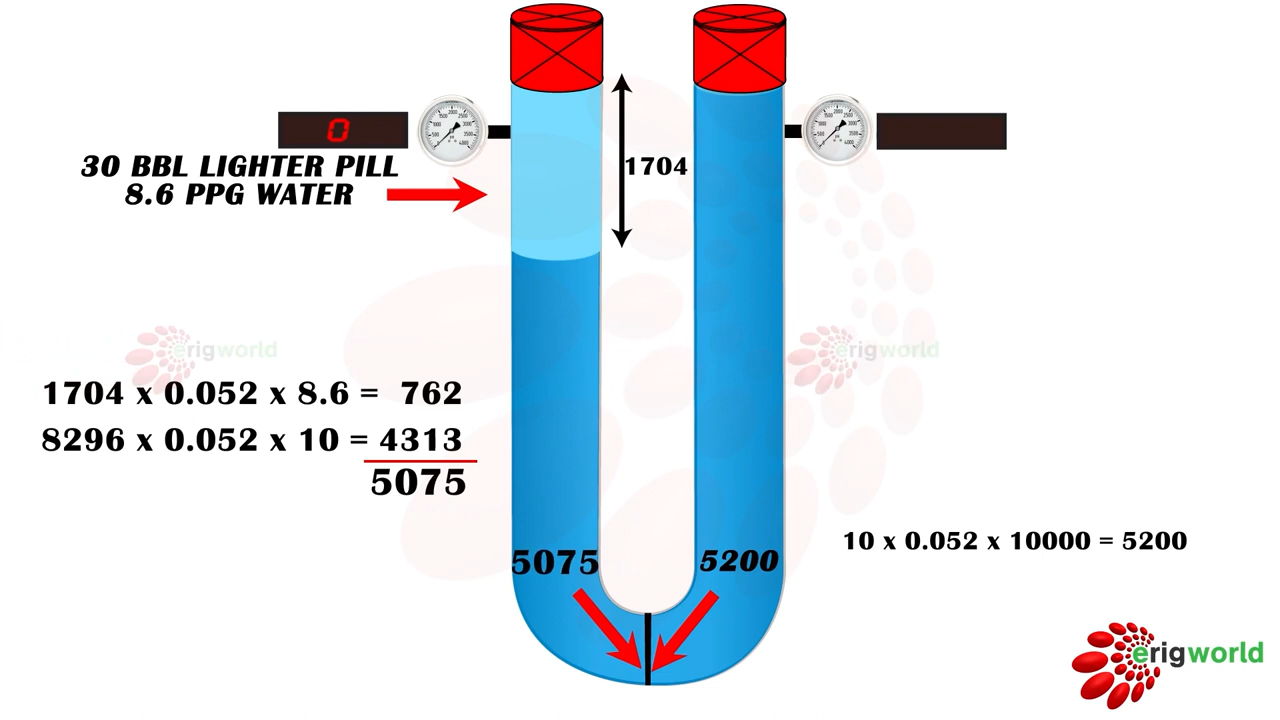 0
30 BBL LIGHTER PILL
8.6 PPG WATER
1704
erigworld
erigworld
1704 x 0.052 x 8.6 = 762
8296 x 0.052 x 10 = 4313
5075
10 x 0.052 x 10000 = 5200
5075
5200
erigworld